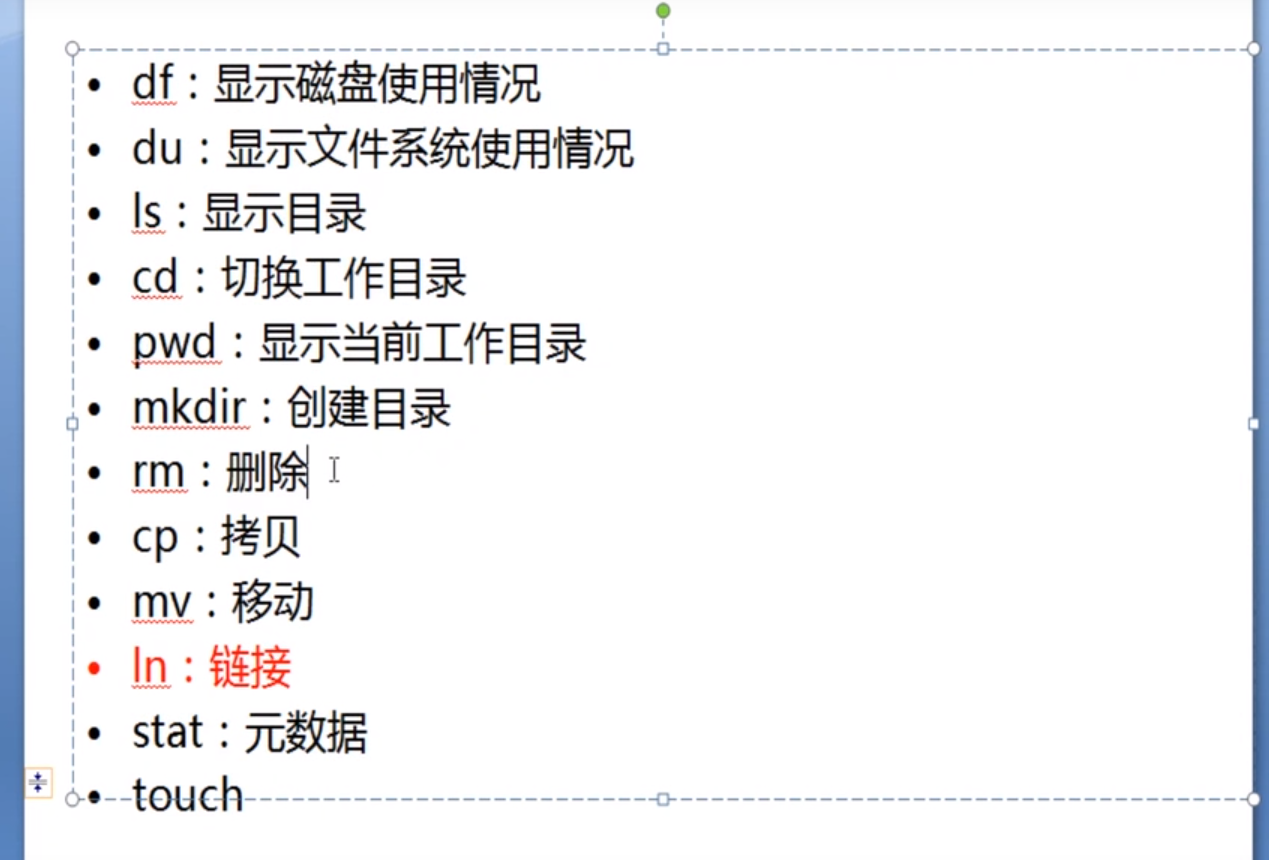 • df：显示磁盘使用情况
• du：显示文件系统使用情况
• ls：显示目录
• cd：切换工作目录
• pwd：显示当前工作目录
• mkdir：创建目录
• rm：删除
• cp：拷贝
• mv：移动
• ln：链接
• stat：元数据
• touch